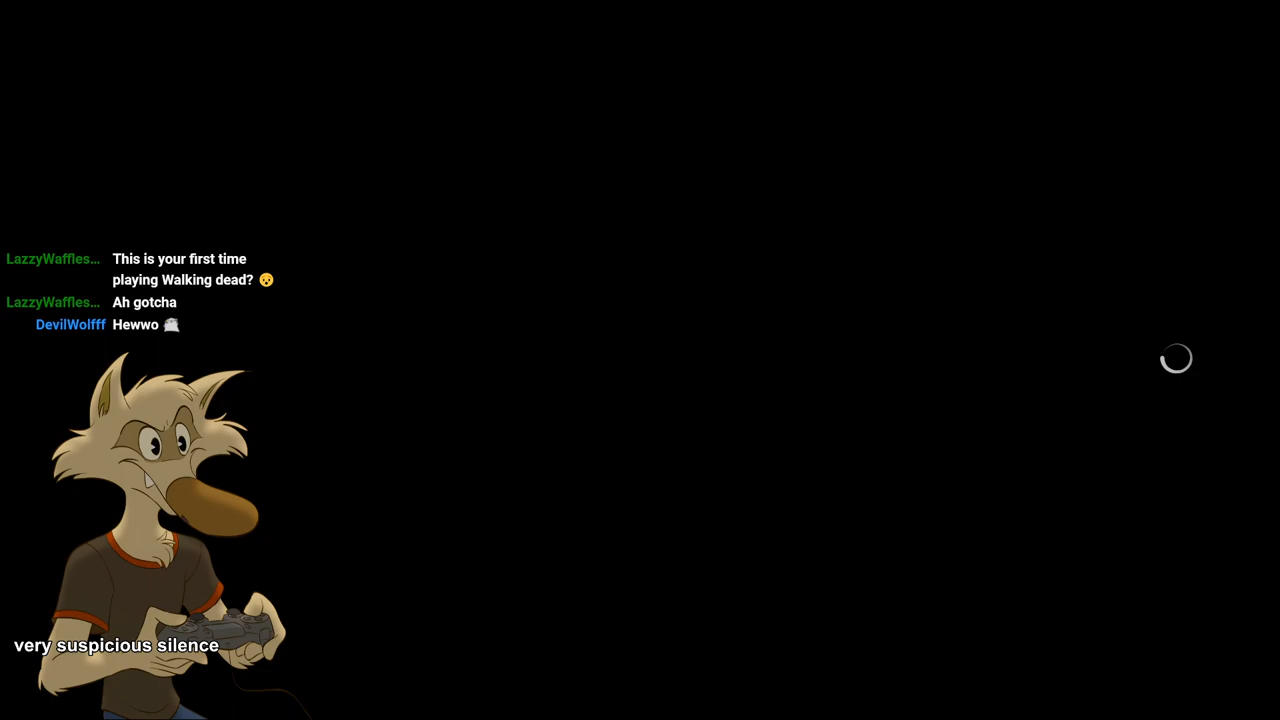 LazzyWaffles... This is your first time
playing Walking dead? 😮
LazzyWaffles... Ah gotcha
DevilWolfff Hewwo
very suspicious silence